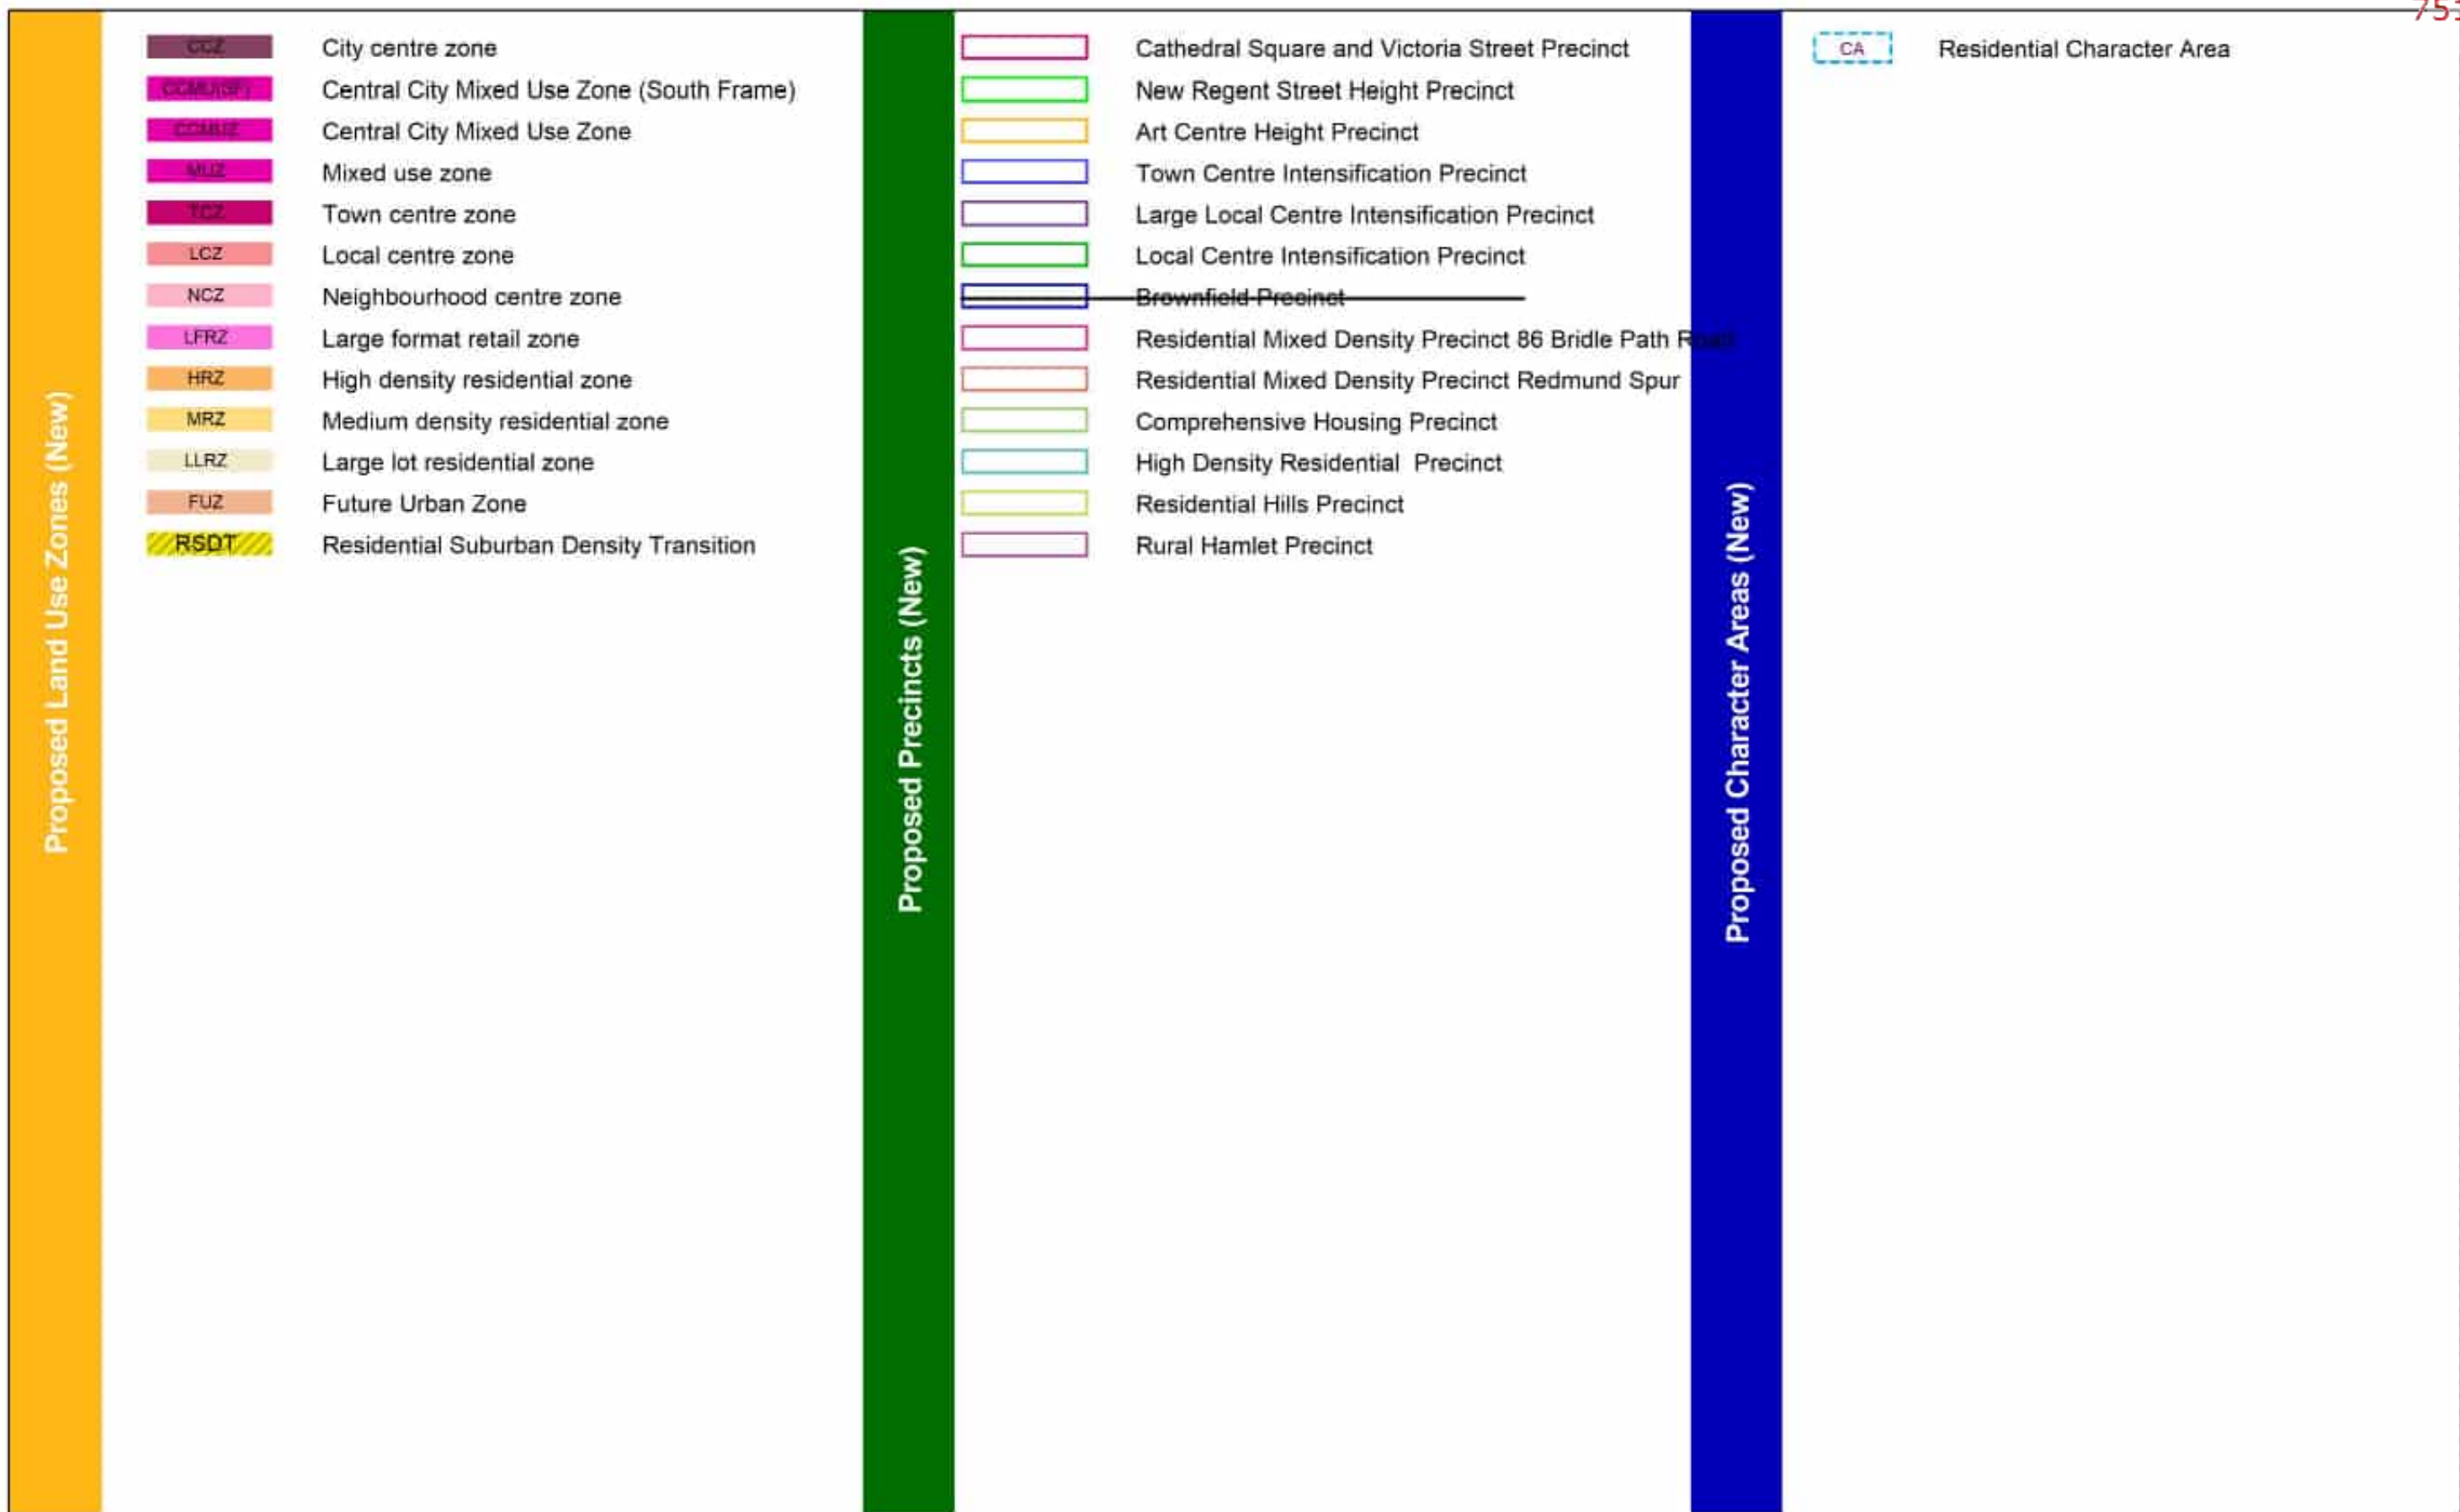 753
Proposed Land Use Zones (New)
CCZ City centre zone
CCMU(SF) Central City Mixed Use Zone (South Frame)
CCMUZ Central City Mixed Use Zone
MUZ Mixed use zone
TCZ Town centre zone
LCZ Local centre zone
NCZ Neighbourhood centre zone
LFRZ Large format retail zone
HRZ High density residential zone
MRZ Medium density residential zone
LLRZ Large lot residential zone
FUZ Future Urban Zone
RSDT Residential Suburban Density Transition
Proposed Precincts (New)
Cathedral Square and Victoria Street Precinct
New Regent Street Height Precinct
Art Centre Height Precinct
Town Centre Intensification Precinct
Large Local Centre Intensification Precinct
Local Centre Intensification Precinct
Brownfield Precinct
Residential Mixed Density Precinct 86 Bridle Path Road
Residential Mixed Density Precinct Redmund Spur
Comprehensive Housing Precinct
High Density Residential Precinct
Residential Hills Precinct
Rural Hamlet Precinct
Proposed Character Areas (New)
CA Residential Character Area